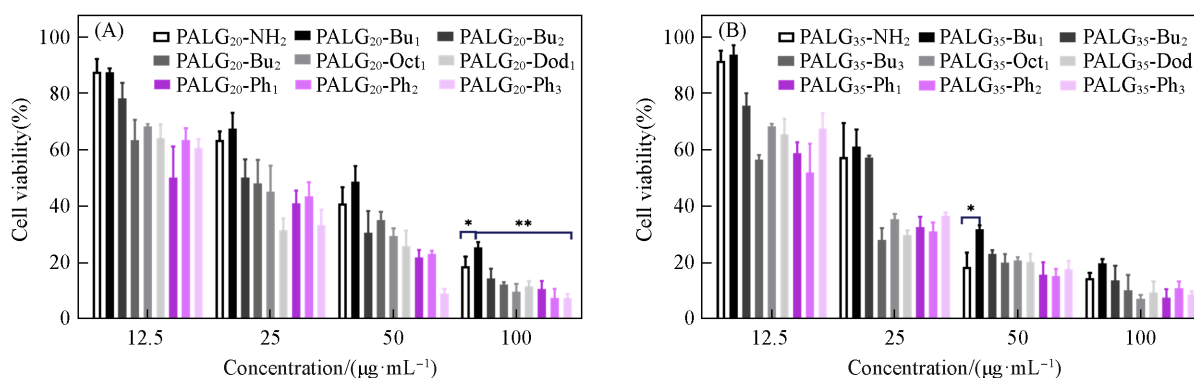 (A)
PALG₂₀-NH₂ PALG₂₀-Bu₁ PALG₂₀-Bu₂
PALG₂₀-Bu₂ PALG₂₀-Oct₁ PALG₂₀-Dod₁
PALG₂₀-Ph₁ PALG₂₀-Ph₂ PALG₂₀-Ph₃
Cell viability(%)
100
80
60
40
20
0
* **
12.5 25 50 100
Concentration/(μg·mL⁻¹)
(B)
PALG₃₅-NH₂ PALG₃₅-Bu₁ PALG₃₅-Bu₂
PALG₃₅-Bu₃ PALG₃₅-Oct₁ PALG₃₅-Dod
PALG₃₅-Ph₁ PALG₃₅-Ph₂ PALG₃₅-Ph₃
Cell viability(%)
100
80
60
40
20
0
*
12.5 25 50 100
Concentration/(μg·mL⁻¹)